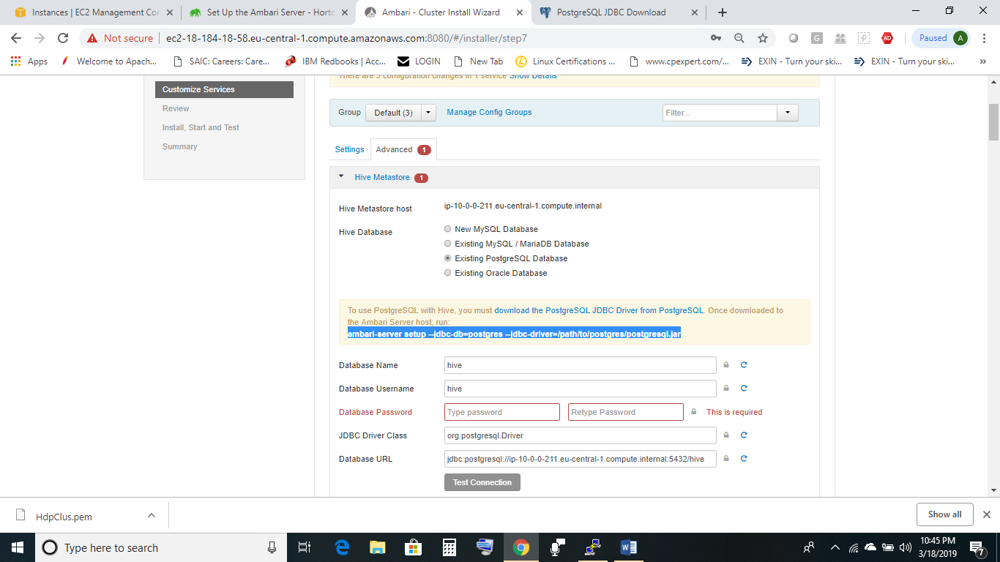 Instances | EC2 Management Con
Set Up the Ambari Server - Horto
Ambari - Cluster Install Wizard
PostgreSQL JDBC Download
Not secure
ec2-18-184-18-58.eu-central-1.compute.amazonaws.com:8080/#/installer/step7
AD
Paused
A
Apps
Welcome to Apach...
SAIC: Careers: Care...
IBM Redbooks | Acc...
LOGIN
New Tab
Linux Certifications ...
www.cpexpert.com/...
EXIN - Turn your ski...
EXIN - Turn your ski...
»
There are 5 configuration changes in 1 service Show Details
Customize Services
Review
Install, Start and Test
Summary
Group
Default (3)
Manage Config Groups
Filter...
Settings
Advanced 1
Hive Metastore 1
Hive Metastore host
ip-10-0-0-211.eu-central-1.compute.internal
Hive Database
New MySQL Database
Existing MySQL / MariaDB Database
Existing PostgreSQL Database
Existing Oracle Database
To use PostgreSQL with Hive, you must download the PostgreSQL JDBC Driver from PostgreSQL. Once downloaded to
the Ambari Server host, run:
ambari-server setup --jdbc-db=postgres --jdbc-driver=/path/to/postgres/postgresql.jar
Database Name
hive
Database Username
hive
Database Password
Type password
Retype Password
This is required
JDBC Driver Class
org.postgresql.Driver
Database URL
jdbc:postgresql://ip-10-0-0-211.eu-central-1.compute.internal:5432/hive
Test Connection
HdpClus.pem
Show all
Type here to search
10:45 PM
3/18/2019
7